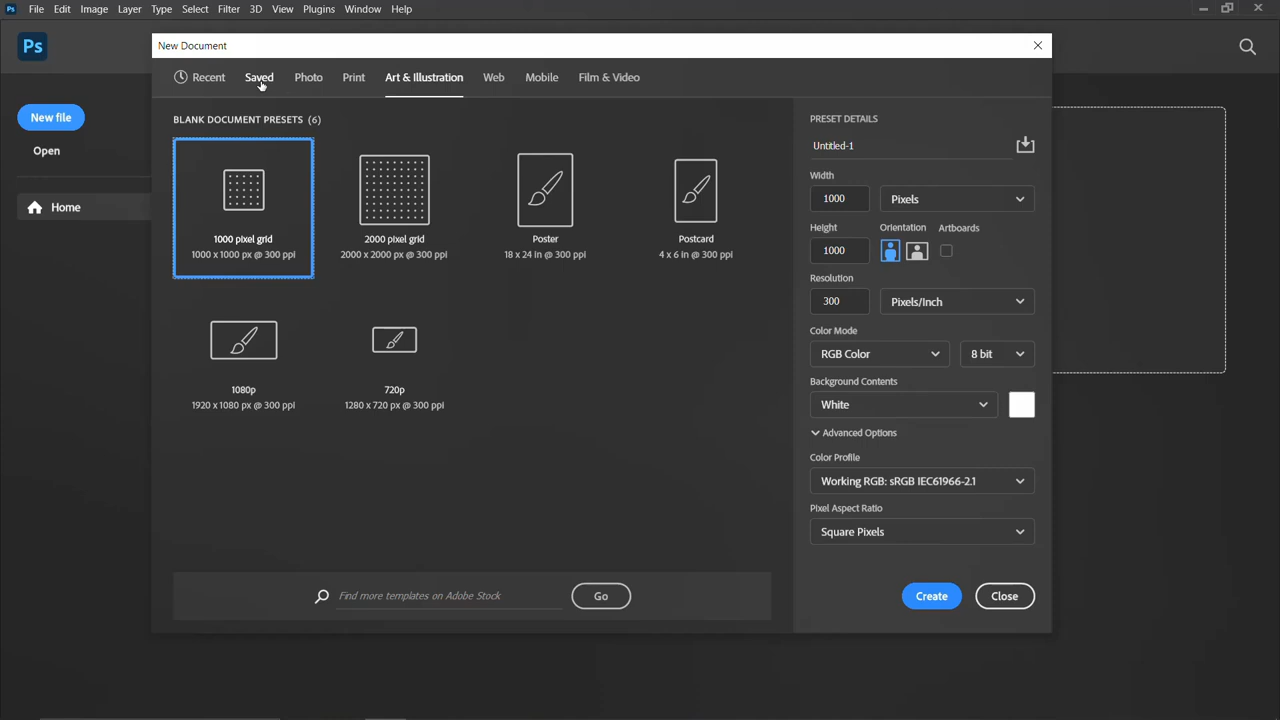 Ps File Edit Image Layer Type Select Filter 3D View Plugins Window Help
Ps
New Document
Recent Saved Photo Print Art & Illustration Web Mobile Film & Video
New file
Open
Home
BLANK DOCUMENT PRESETS (6)
1000 pixel grid
1000 x 1000 px @ 300 ppi
2000 pixel grid
2000 x 2000 px @ 300 ppi
Poster
18 x 24 in @ 300 ppi
Postcard
4 x 6 in @ 300 ppi
1080p
1920 x 1080 px @ 300 ppi
720p
1280 x 720 px @ 300 ppi
Find more templates on Adobe Stock
Go
PRESET DETAILS
Untitled-1
Width
1000 Pixels
Height Orientation Artboards
1000
Resolution
300 Pixels/Inch
Color Mode
RGB Color 8 bit
Background Contents
White
Advanced Options
Color Profile
Working RGB: sRGB IEC61966-2.1
Pixel Aspect Ratio
Square Pixels
Create Close